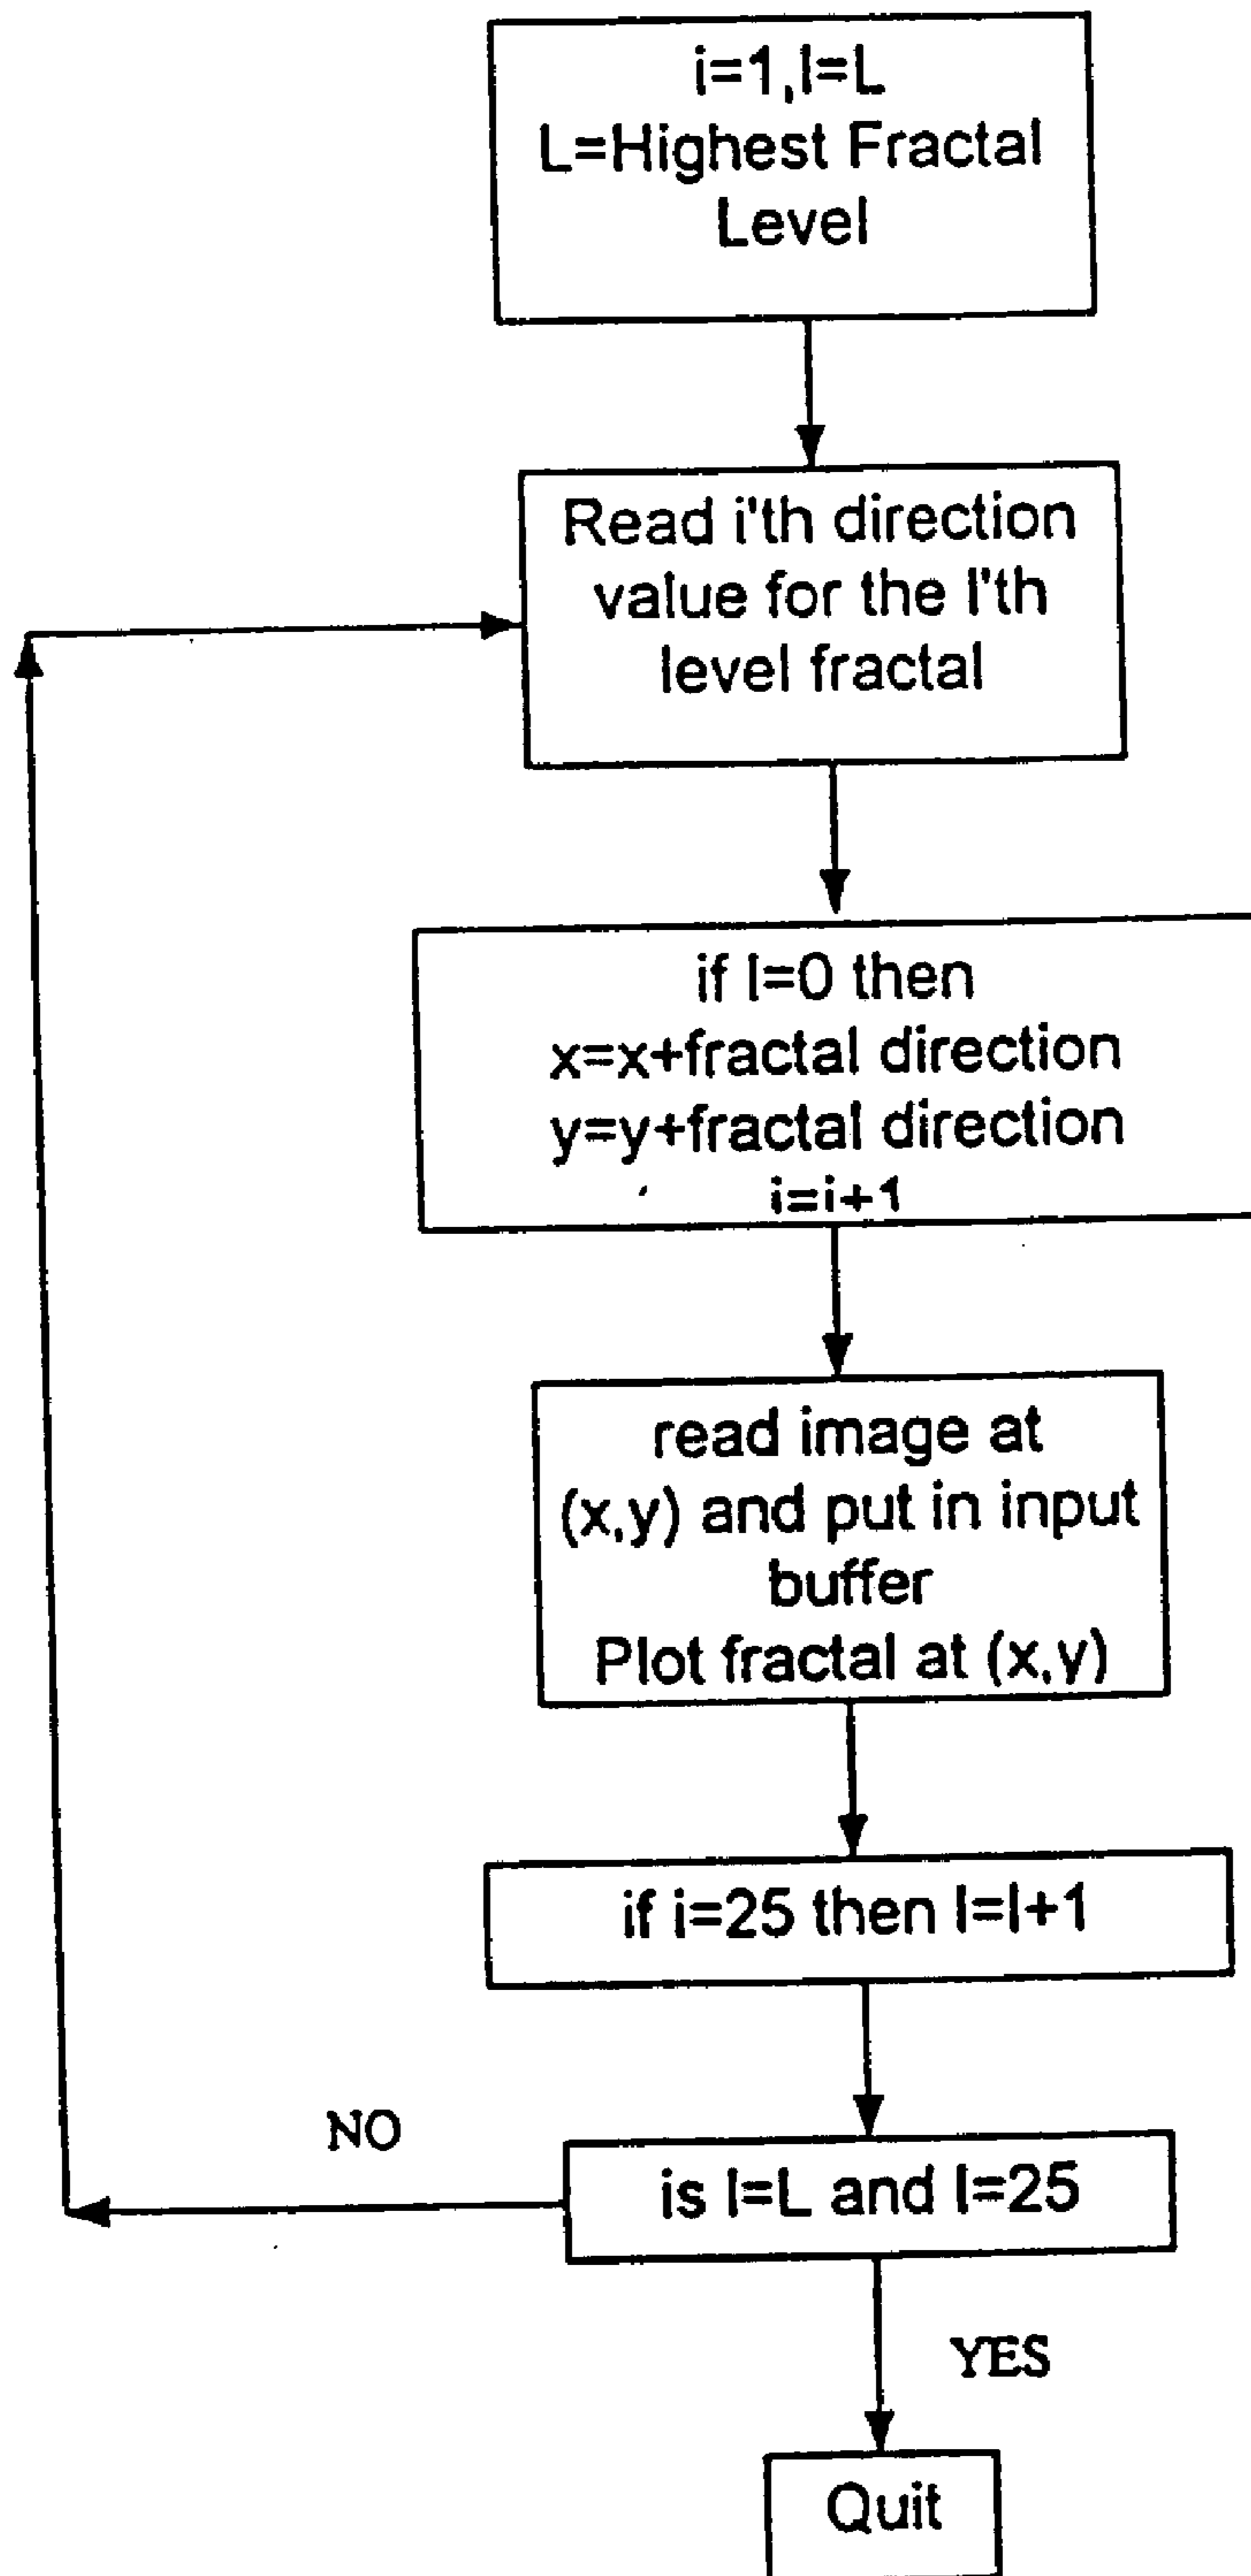 i=1,l=L
L=Highest Fractal
Level
Read i'th direction
value for the l'th
level fractal
if l=0 then
x=x+fractal direction
y=y+fractal direction
i=i+1
read image at
(x,y) and put in input
buffer
Plot fractal at (x,y)
if i=25 then l=l+1
NO
is l=L and l=25
YES
Quit